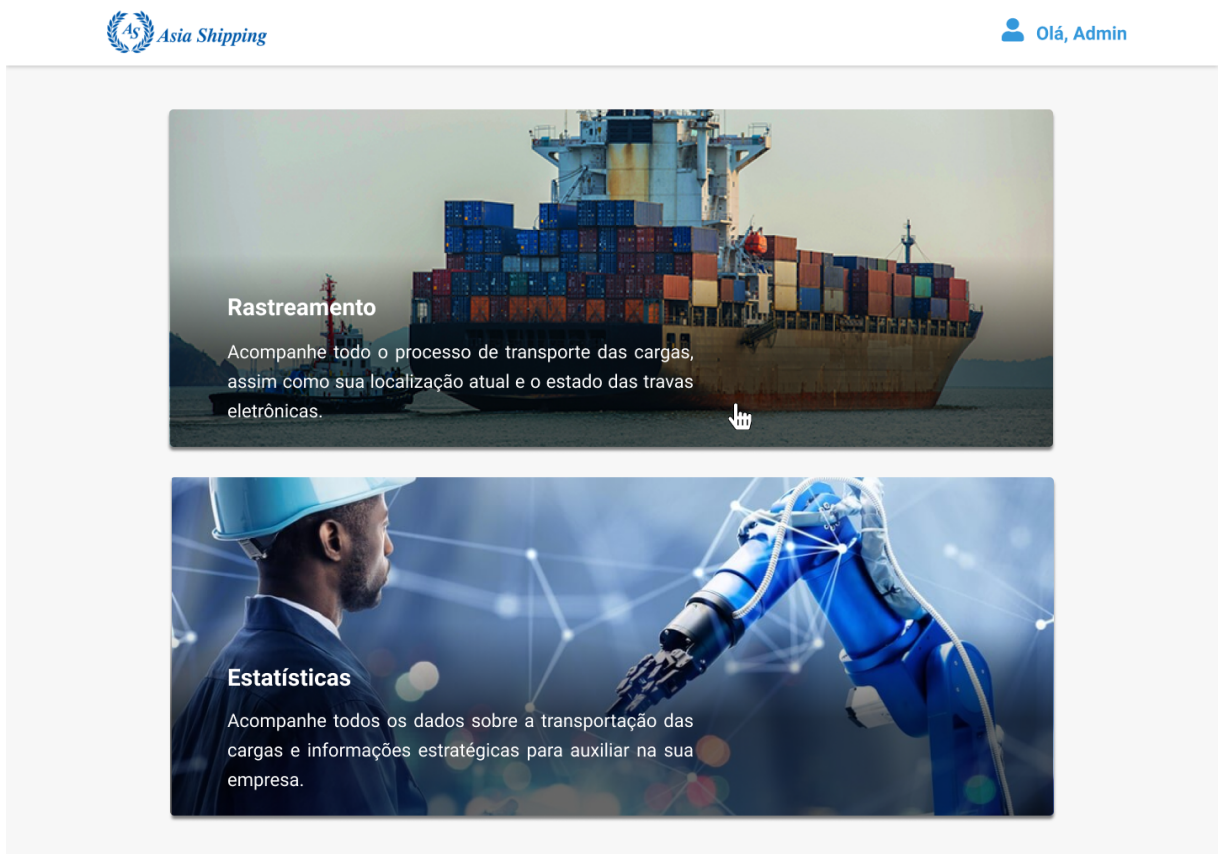 AS Asia Shipping
Olá, Admin
Rastreamento
Acompanhe todo o processo de transporte das cargas,
assim como sua localização atual e o estado das travas
eletrônicas.
Estatísticas
Acompanhe todos os dados sobre a transportação das
cargas e informações estratégicas para auxiliar na sua
empresa.